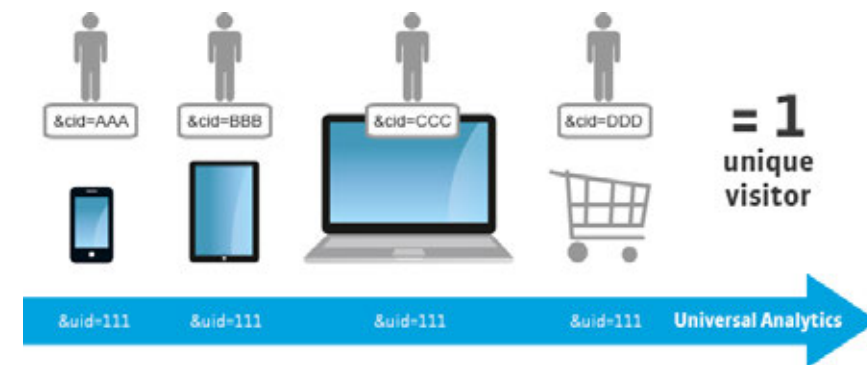 &cid=AAA
&cid=BBB
&cid=CCC
&cid=DDD
= 1
unique
visitor
&uid=111
&uid=111
&uid=111
&uid=111
Universal Analytics